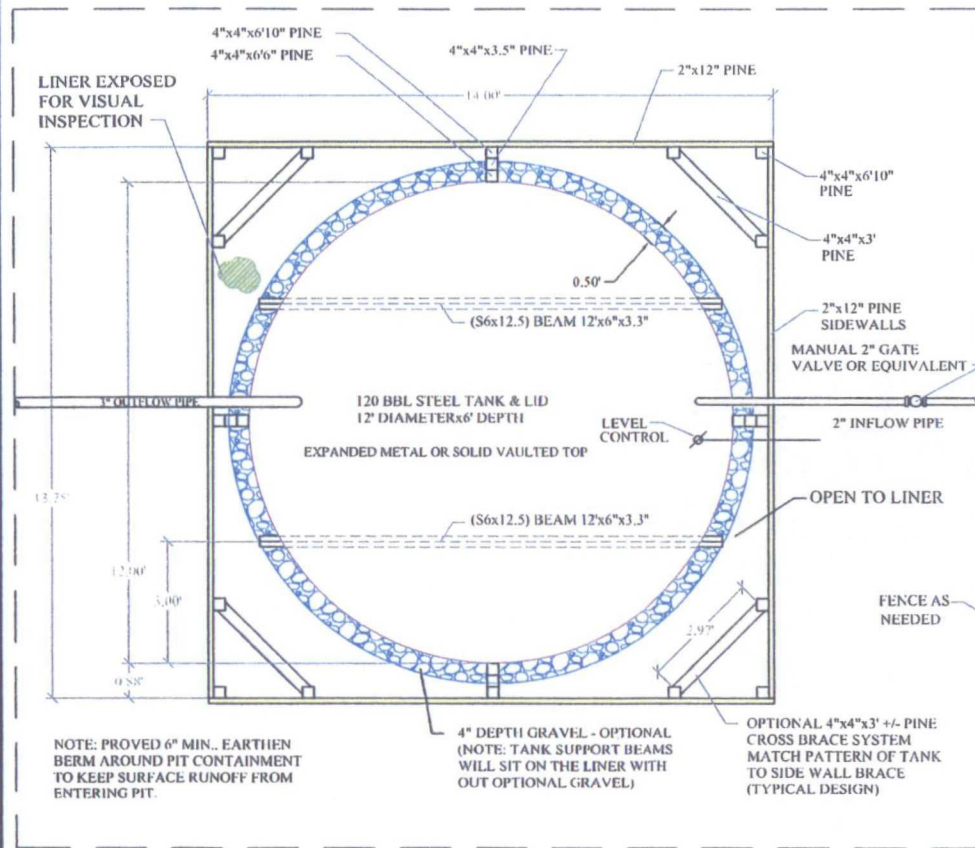 4"x4"x6'10" PINE
4"x4"x6'6" PINE
4"x4"x3.5" PINE
2"x12" PINE
LINER EXPOSED
FOR VISUAL
INSPECTION
14.00'
4"x4"x6'10"
PINE
4"x4"x3'
PINE
0.50'
(S6x12.5) BEAM 12'x6"x3.3"
2"x12" PINE
SIDEWALLS
MANUAL 2" GATE
VALVE OR EQUIVALENT
3" OUTFLOW PIPE
120 BBL STEEL TANK & LID
12' DIAMETERx6' DEPTH
LEVEL
CONTROL
2" INFLOW PIPE
EXPANDED METAL OR SOLID VAULTED TOP
13.25'
OPEN TO LINER
(S6x12.5) BEAM 12'x6"x3.3"
12.00'
3.00'
FENCE AS
NEEDED
2.97'
0.58'
NOTE: PROVED 6" MIN., EARTHEN
BERM AROUND PIT CONTAINMENT
TO KEEP SURFACE RUNOFF FROM
ENTERING PIT.
4" DEPTH GRAVEL - OPTIONAL
(NOTE: TANK SUPPORT BEAMS
WILL SIT ON THE LINER WITH
OUT OPTIONAL GRAVEL)
OPTIONAL 4"x4"x3' +/- PINE
CROSS BRACE SYSTEM
MATCH PATTERN OF TANK
TO SIDE WALL BRACE
(TYPICAL DESIGN)